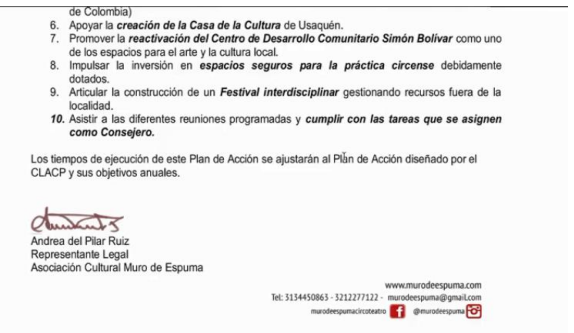 de Colombia)
6. Apoyar la creación de la Casa de la Cultura de Usaquén.
7. Promover la reactivación del Centro de Desarrollo Comunitario Simón Bolívar como uno
de los espacios para el arte y la cultura local.
8. Impulsar la inversión en espacios seguros para la práctica circense debidamente
dotados.
9. Articular la construcción de un Festival interdisciplinar gestionando recursos fuera de la
localidad.
10. Asistir a las diferentes reuniones programadas y cumplir con las tareas que se asignen
como Consejero.
Los tiempos de ejecución de este Plan de Acción se ajustarán al Plan de Acción diseñado por el
CLACP y sus objetivos anuales.
Andrea del Pilar Ruiz
Representante Legal
Asociación Cultural Muro de Espuma
www.murodeespuma.com
Tel: 3134450863 - 3212277122 - murodeespuma@gmail.com
murodeespumacircoteatro @murodeespuma